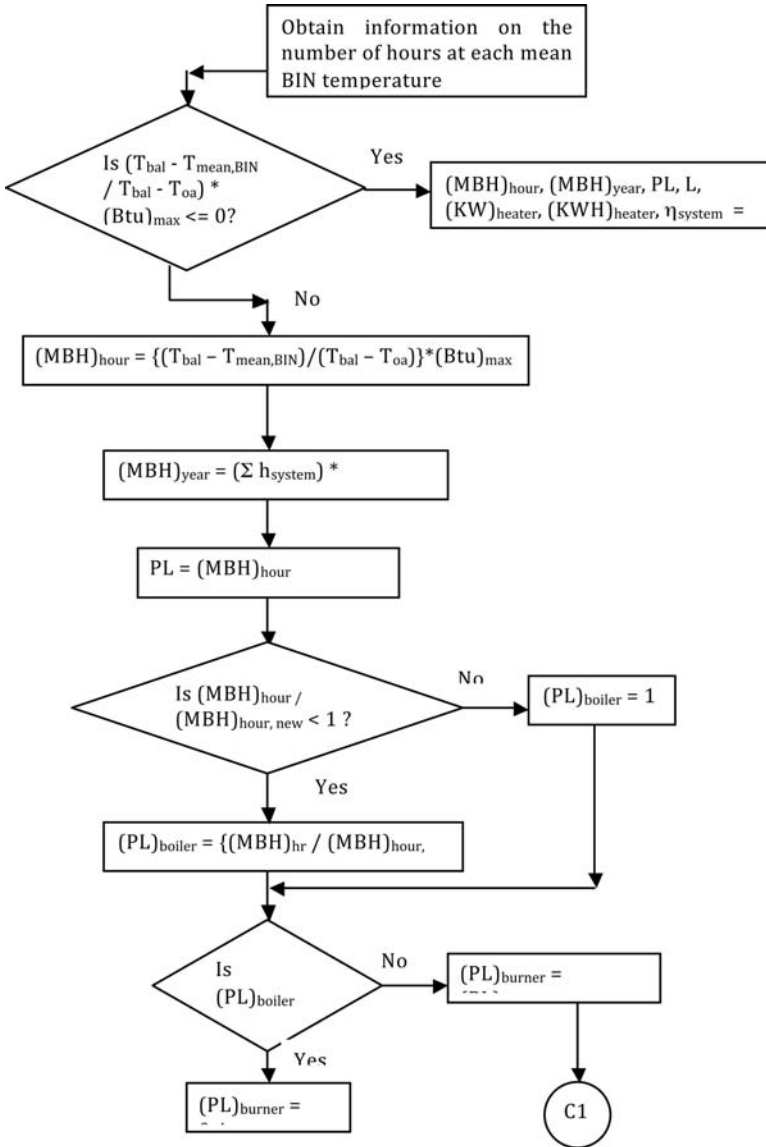 Obtain information on the
number of hours at each mean
BIN temperature
Is (T_bal - T_mean,BIN
/ T_bal - T_oa) *
(Btu)_max <= 0?
Yes
(MBH)_hour, (MBH)_year, PL, L,
(KW)_heater, (KWH)_heater, η_system =
No
(MBH)_hour = {(T_bal – T_mean,BIN)/(T_bal – T_oa)}*(Btu)_max
(MBH)_year = (Σ h_system) *
PL = (MBH)_hour
Is (MBH)_hour /
(MBH)_hour, new < 1 ?
No
(PL)_boiler = 1
Yes
(PL)_boiler = {(MBH)_hr / (MBH)_hour,
Is
(PL)_boiler
No
(PL)_burner =
Yes
(PL)_burner =
C1